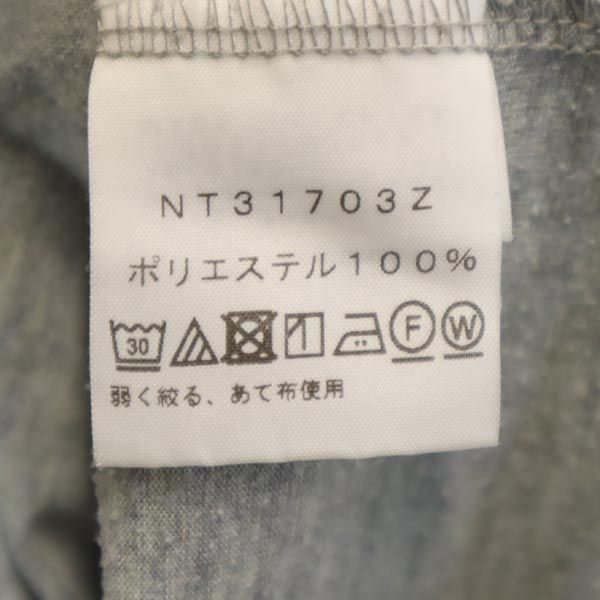 NT31703Z
ポリエステル100%
30 F W
弱く絞る、あて布使用